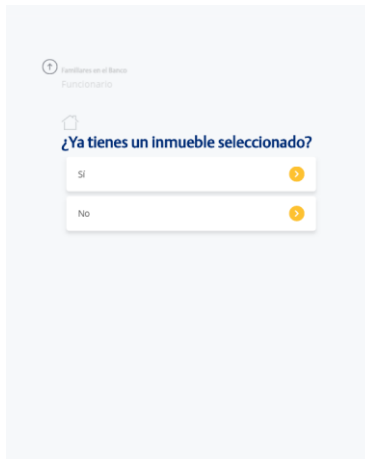 Familiares en el Banco
Funcionario
¿Ya tienes un inmueble seleccionado?
Sí
No